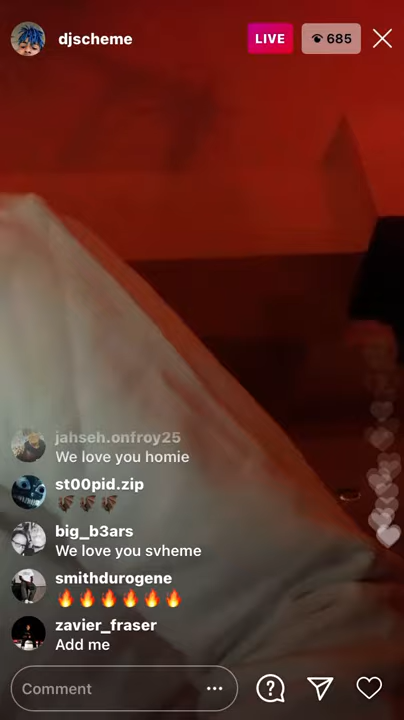 djscheme
LIVE
685
jahseh.onfroy25
We love you homie
st00pid.zip
🐉🐉🐉
big_b3ars
We love you svheme
smithdurogene
🔥🔥🔥🔥🔥🔥
zavier_fraser
Add me
Comment